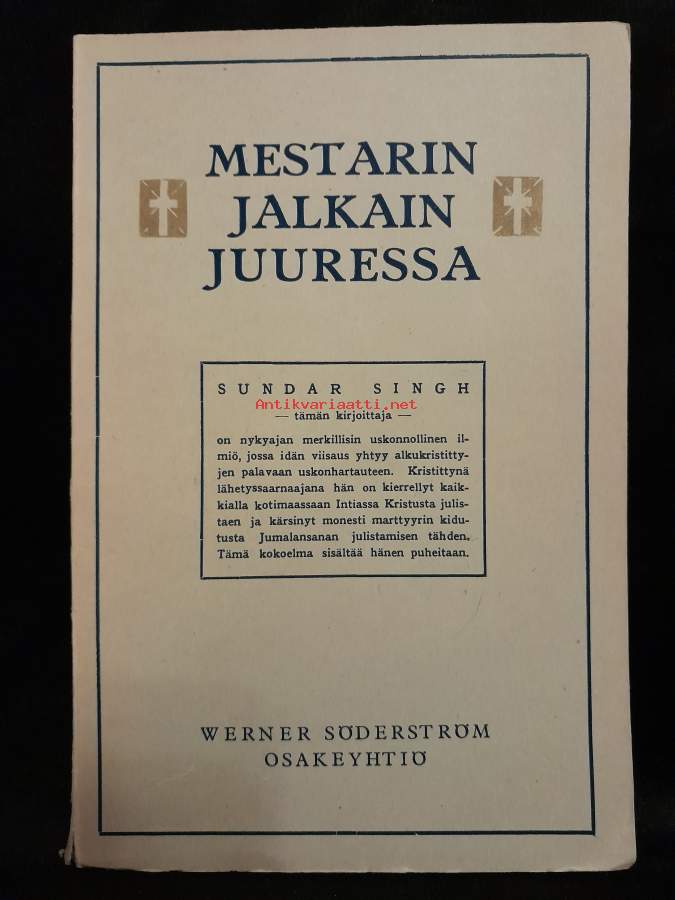 MESTARIN
JALKAIN
JUURESSA
SUNDAR SINGH
Antikvariaatti.net
— tämän kirjoittaja —
on nykyajan merkillisin uskonnollinen il-
miö, jossa idän viisaus yhtyy alkukristitty-
jen palavaan uskonhartauteen. Kristittynä
lähetyssaarnaajana hän on kierrellyt kaik-
kialla kotimaassaan Intiassa Kristusta julis-
taen ja kärsinyt monesti marttyyrin kidu-
tusta Jumalansanan julistamisen tähden.
Tämä kokoelma sisältää hänen puheitaan.
WERNER SÖDERSTRÖM
OSAKEYHTIÖ